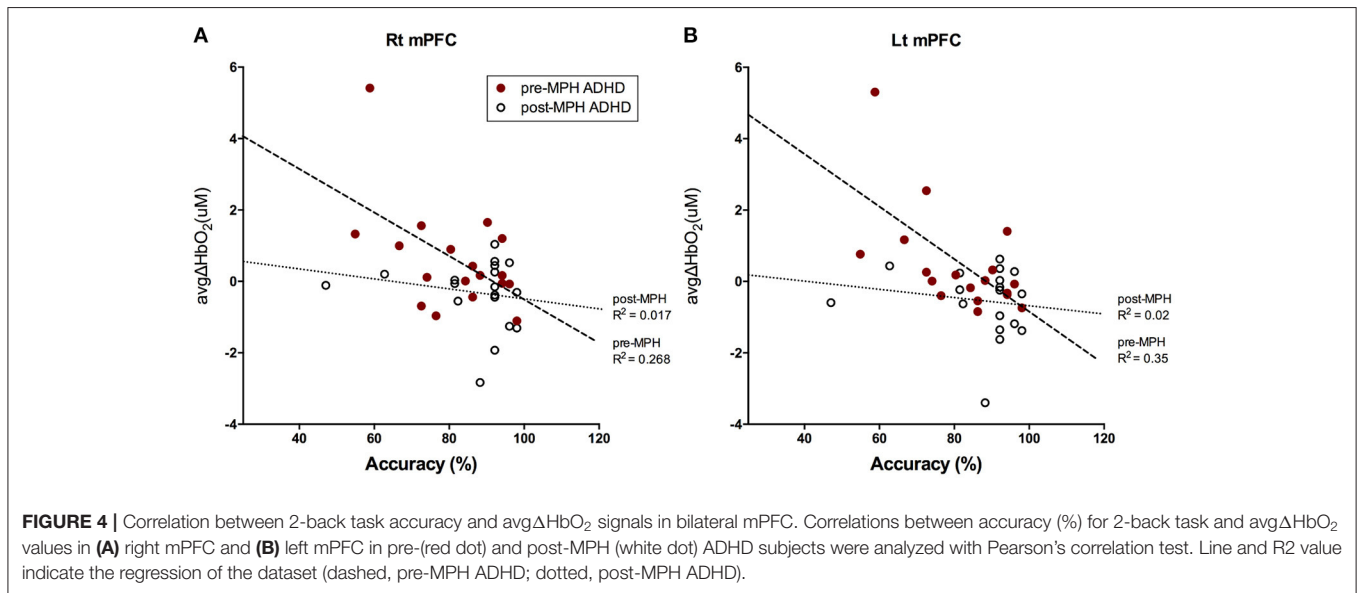 A
Rt mPFC
6
4
2
0
-2
-4
avgΔHbO₂(uM)
40
60
80
100
120
Accuracy (%)
pre-MPH ADHD
post-MPH ADHD
post-MPH
R² = 0.017
pre-MPH
R² = 0.268
B
Lt mPFC
6
4
2
0
-2
-4
avgΔHbO₂(uM)
40
60
80
100
120
Accuracy (%)
post-MPH
R² = 0.02
pre-MPH
R² = 0.35
FIGURE 4 | Correlation between 2-back task accuracy and avgΔHbO₂ signals in bilateral mPFC. Correlations between accuracy (%) for 2-back task and avgΔHbO₂
values in (A) right mPFC and (B) left mPFC in pre-(red dot) and post-MPH (white dot) ADHD subjects were analyzed with Pearson's correlation test. Line and R2 value
indicate the regression of the dataset (dashed, pre-MPH ADHD; dotted, post-MPH ADHD).